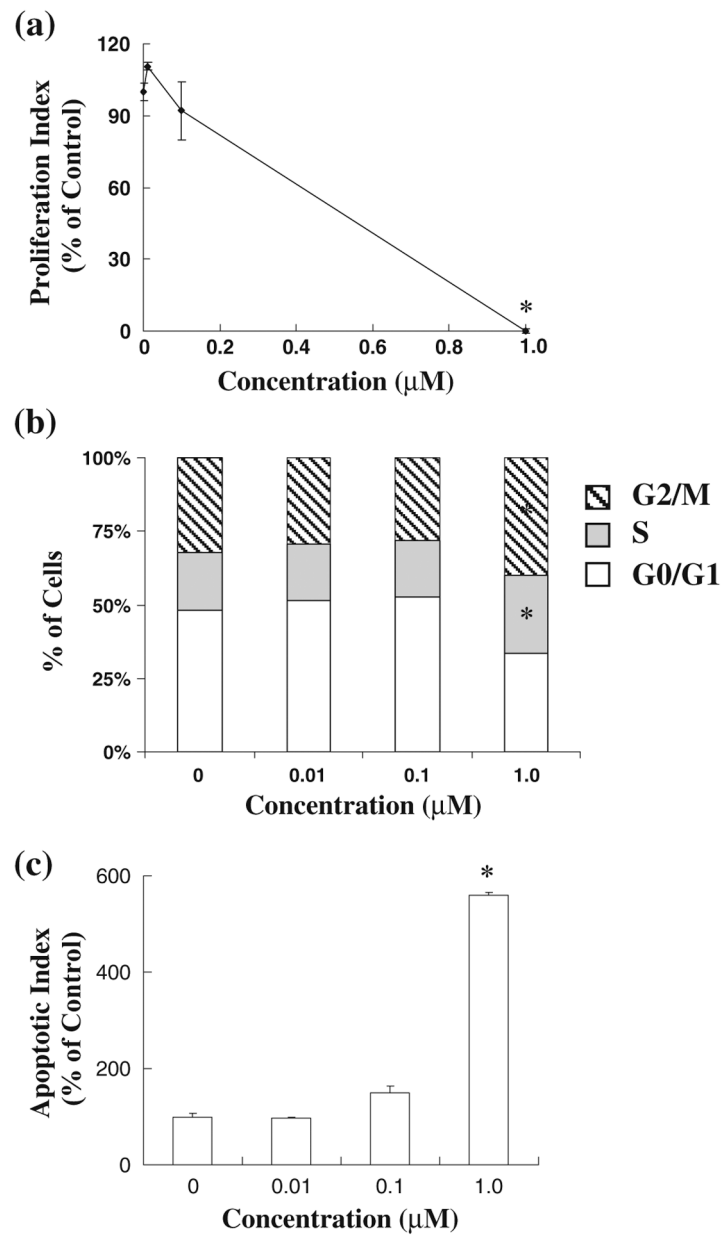 (a)
Proliferation Index
(% of Control)
120
90
60
30
0
*
0 0.2 0.4 0.6 0.8 1.0
Concentration (μM)
(b)
% of Cells
100%
75%
50%
25%
0%
*
*
G2/M
S
G0/G1
0 0.01 0.1 1.0
Concentration (μM)
(c)
Apoptotic Index
(% of Control)
600
400
200
0
*
0 0.01 0.1 1.0
Concentration (μM)